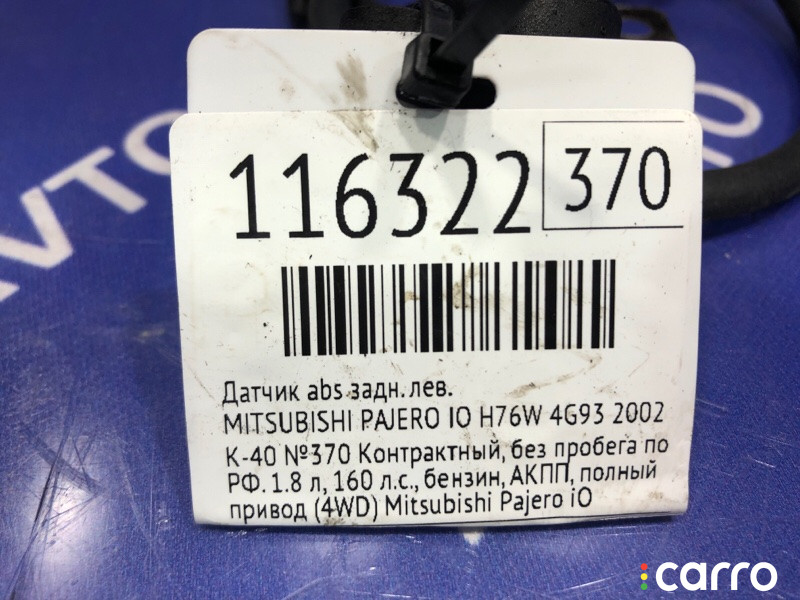 116322 370
Датчик abs задн. лев.
MITSUBISHI PAJERO IO H76W 4G93 2002
К-40 №370 Контрактный, без пробега по
РФ. 1.8 л, 160 л.с., бензин, АКПП, полный
привод (4WD) Mitsubishi Pajero iO
carro